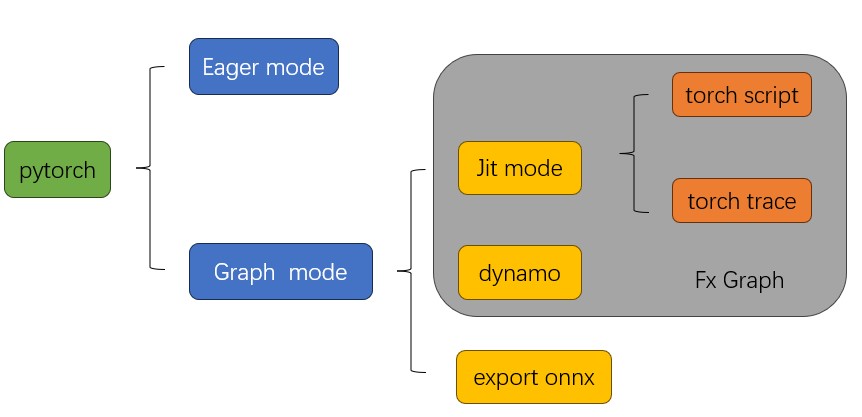 pytorch
Eager mode
Graph mode
Jit mode
dynamo
export onnx
torch script
torch trace
Fx Graph